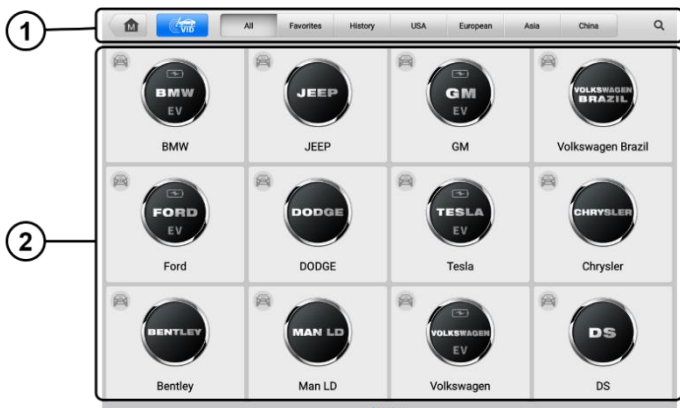 1
M
VID
All Favorites History USA European Asia China
2
BMW
EV
BMW
JEEP
JEEP
GM
EV
GM
VOLKSWAGEN
BRAZIL
Volkswagen Brazil
FORD
EV
Ford
DODGE
DODGE
TESLA
EV
Tesla
CHRYSLER
Chrysler
BENTLEY
Bentley
MAN LD
Man LD
VOLKSWAGEN
EV
Volkswagen
DS
DS